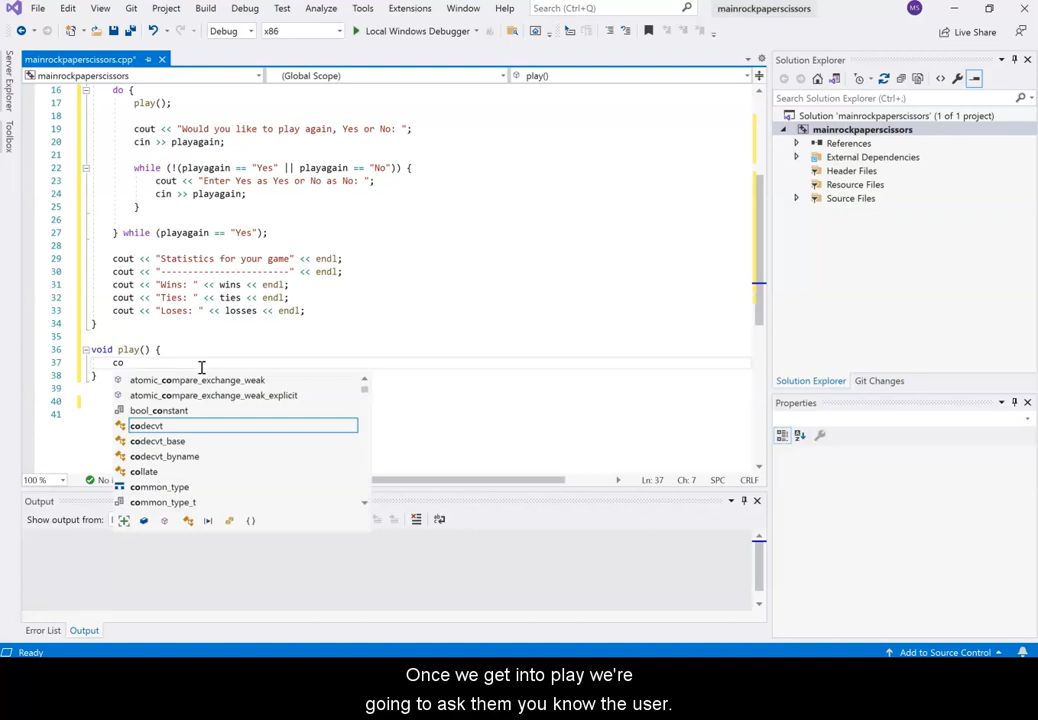 File Edit View Git Project Build Debug Test Analyze Tools Extensions Window Help Search (Ctrl+Q) mainrockpaperscissors MS
Debug x86 Local Windows Debugger Live Share
Server Explorer
Toolbox
mainrockpaperscissors.cpp*
mainrockpaperscissors (Global Scope) play()
16 do {
17 play();
18
19 cout << "Would you like to play again, Yes or No: ";
20 cin >> playagain;
21
22 while (!(playagain == "Yes" || playagain == "No")) {
23 cout << "Enter Yes as Yes or No as No: ";
24 cin >> playagain;
25 }
26
27 } while (playagain == "Yes");
28
29 cout << "Statistics for your game" << endl;
30 cout << "------------------------" << endl;
31 cout << "Wins: " << wins << endl;
32 cout << "Ties: " << ties << endl;
33 cout << "Loses: " << losses << endl;
34 }
35
36 void play() {
37 co
38 }
39
40
41
atomic_compare_exchange_weak
atomic_compare_exchange_weak_explicit
bool_constant
codecvt
codecvt_base
codecvt_byname
collate
common_type
common_type_t
100 % No Ln: 37 Ch: 7 SPC CRLF
Output
Show output from:
Error List Output
Solution Explorer
Search Solution Explorer (Ctrl+;)
Solution 'mainrockpaperscissors' (1 of 1 project)
mainrockpaperscissors
References
External Dependencies
Header Files
Resource Files
Source Files
Solution Explorer Git Changes
Properties
Ready Add to Source Control
Once we get into play we're
going to ask them you know the user.